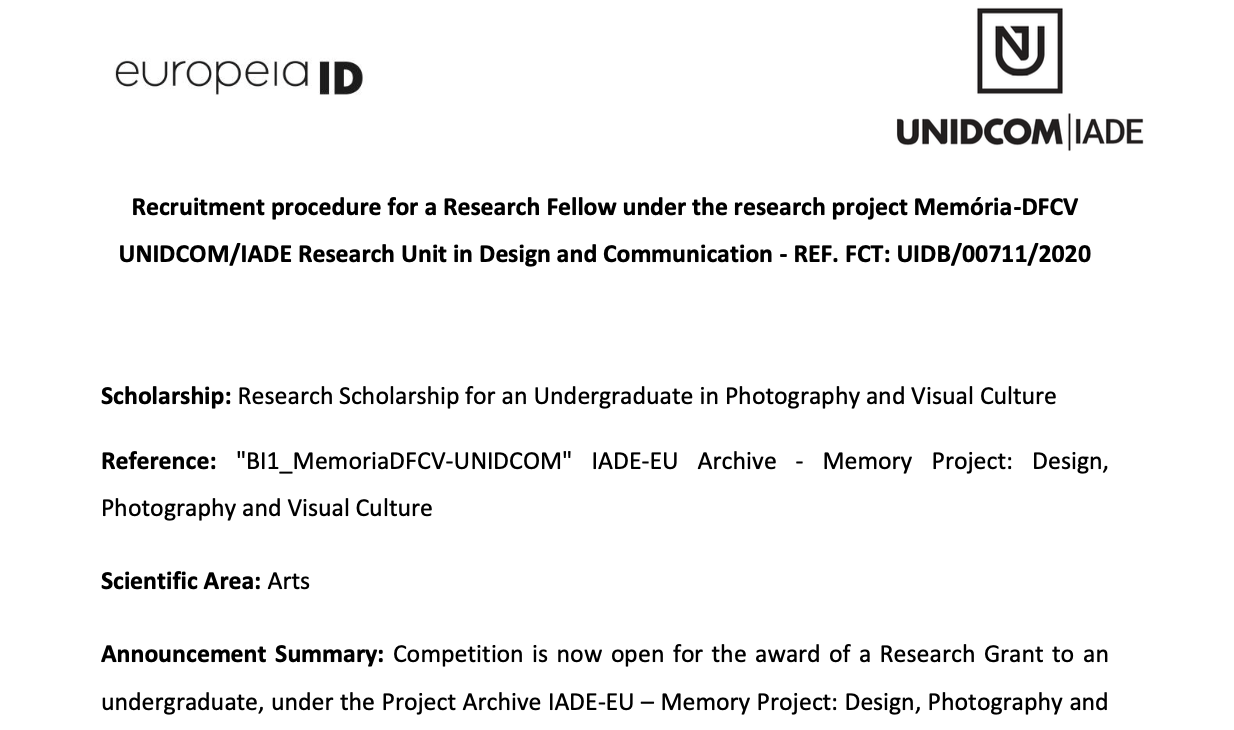 europeia ID
UNIDCOM|IADE
Recruitment procedure for a Research Fellow under the research project Memória-DFCV
UNIDCOM/IADE Research Unit in Design and Communication - REF. FCT: UIDB/00711/2020
Scholarship: Research Scholarship for an Undergraduate in Photography and Visual Culture
Reference: "BI1_MemoriaDFCV-UNIDCOM" IADE-EU Archive - Memory Project: Design,
Photography and Visual Culture
Scientific Area: Arts
Announcement Summary: Competition is now open for the award of a Research Grant to an
undergraduate, under the Project Archive IADE-EU – Memory Project: Design, Photography and